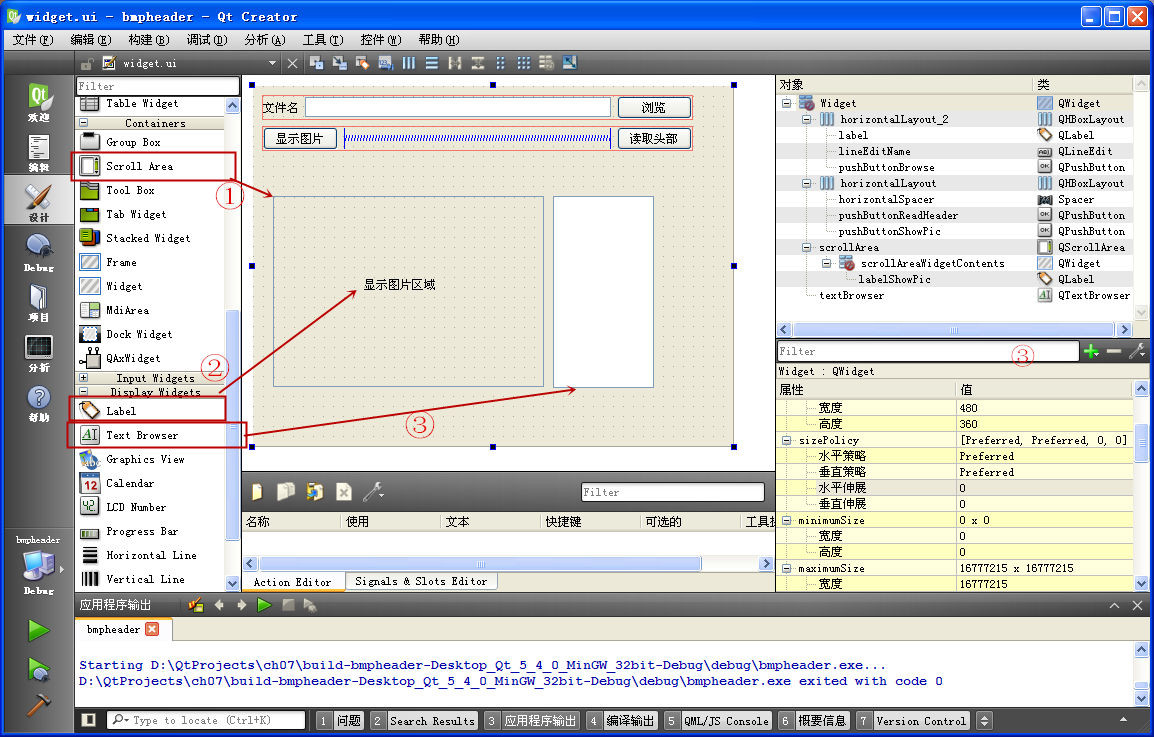 widget.ui - bmpheader - Qt Creator
文件(F) 编辑(E) 构建(B) 调试(D) 分析(A) 工具(T) 控件(W) 帮助(H)
widget.ui
欢迎
编辑
设计
Debug
项目
分析
帮助
bmpheader
Debug
Filter
Table Widget
Containers
Group Box
Scroll Area
Tool Box
Tab Widget
Stacked Widget
Frame
Widget
MdiArea
Dock Widget
QAxWidget
Input Widgets
Display Widgets
Label
Text Browser
Graphics View
Calendar
LCD Number
Progress Bar
Horizontal Line
Vertical Line
①
②
③
文件名 浏览
显示图片 读取头部
显示图片区域
Filter
名称 使用 文本 快捷键 可选的 工具
Action Editor Signals & Slots Editor
对象 类
Widget QWidget
horizontalLayout_2 QHBoxLayout
label QLabel
lineEditName QLineEdit
pushButtonBrowse QPushButton
horizontalLayout QHBoxLayout
horizontalSpacer Spacer
pushButtonReadHeader QPushButton
pushButtonShowPic QPushButton
scrollArea QScrollArea
scrollAreaWidgetContents QWidget
labelShowPic QLabel
textBrowser QTextBrowser
Filter ③
Widget : QWidget
属性 值
宽度 480
高度 360
sizePolicy [Preferred, Preferred, 0, 0]
水平策略 Preferred
垂直策略 Preferred
水平伸展 0
垂直伸展 0
minimumSize 0 x 0
宽度 0
高度 0
maximumSize 16777215 x 16777215
宽度 16777215
应用程序输出
bmpheader
Starting D:\QtProjects\ch07\build-bmpheader-Desktop_Qt_5_4_0_MinGW_32bit-Debug\debug\bmpheader.exe...
D:\QtProjects\ch07\build-bmpheader-Desktop_Qt_5_4_0_MinGW_32bit-Debug\debug\bmpheader.exe exited with code 0
Type to locate (Ctrl+K) 1 问题 2 Search Results 3 应用程序输出 4 编译输出 5 QML/JS Console 6 概要信息 7 Version Control